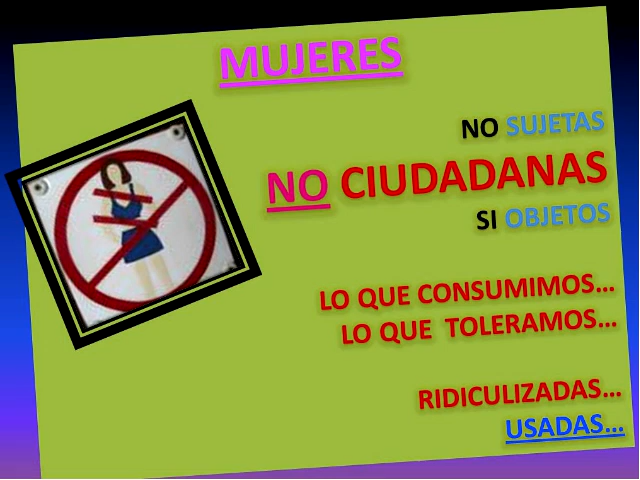 MUJERES
NO SUJETAS
NO CIUDADANAS
SI OBJETOS
LO QUE CONSUMIMOS...
LO QUE TOLERAMOS...
RIDICULIZADAS...
USADAS...